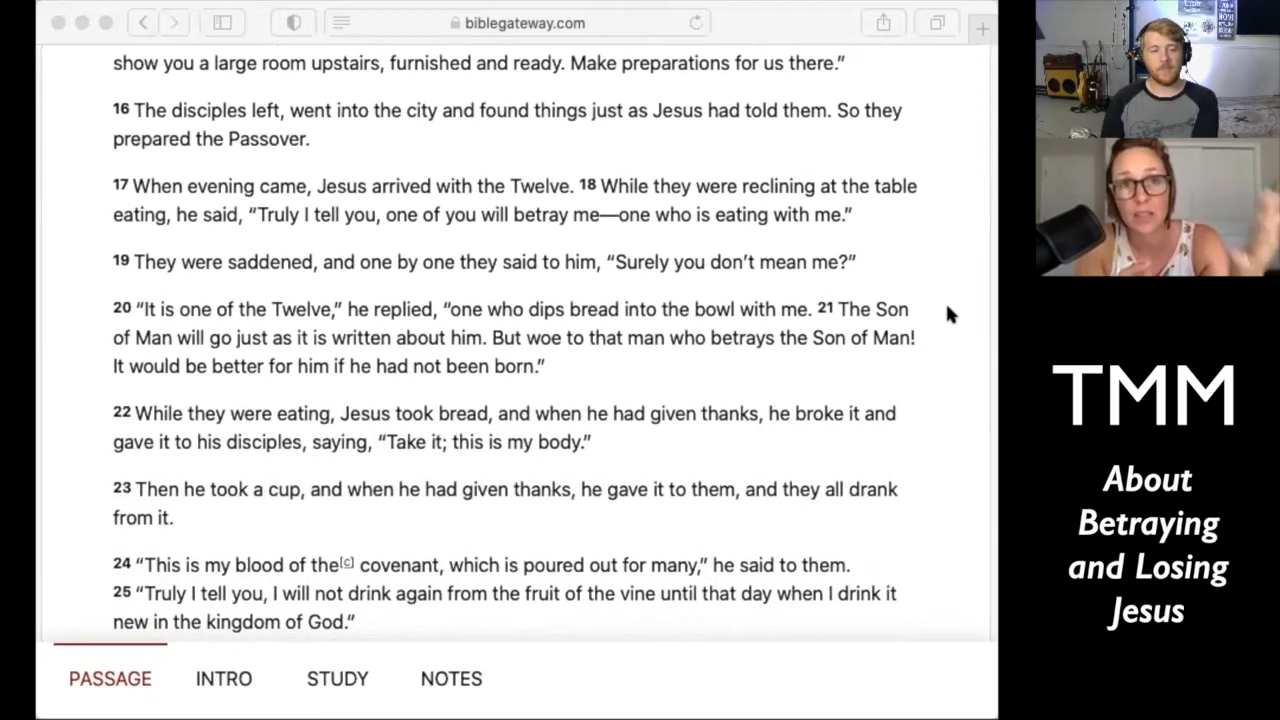 biblegateway.com
show you a large room upstairs, furnished and ready. Make preparations for us there.”
16 The disciples left, went into the city and found things just as Jesus had told them. So they
prepared the Passover.
17 When evening came, Jesus arrived with the Twelve. 18 While they were reclining at the table
eating, he said, “Truly I tell you, one of you will betray me—one who is eating with me.”
19 They were saddened, and one by one they said to him, “Surely you don’t mean me?”
20 “It is one of the Twelve,” he replied, “one who dips bread into the bowl with me. 21 The Son
of Man will go just as it is written about him. But woe to that man who betrays the Son of Man!
It would be better for him if he had not been born.”
22 While they were eating, Jesus took bread, and when he had given thanks, he broke it and
gave it to his disciples, saying, “Take it; this is my body.”
23 Then he took a cup, and when he had given thanks, he gave it to them, and they all drank
from it.
24 “This is my blood of the[c] covenant, which is poured out for many,” he said to them.
25 “Truly I tell you, I will not drink again from the fruit of the vine until that day when I drink it
new in the kingdom of God.”
PASSAGE INTRO STUDY NOTES
TMM
About
Betraying
and Losing
Jesus